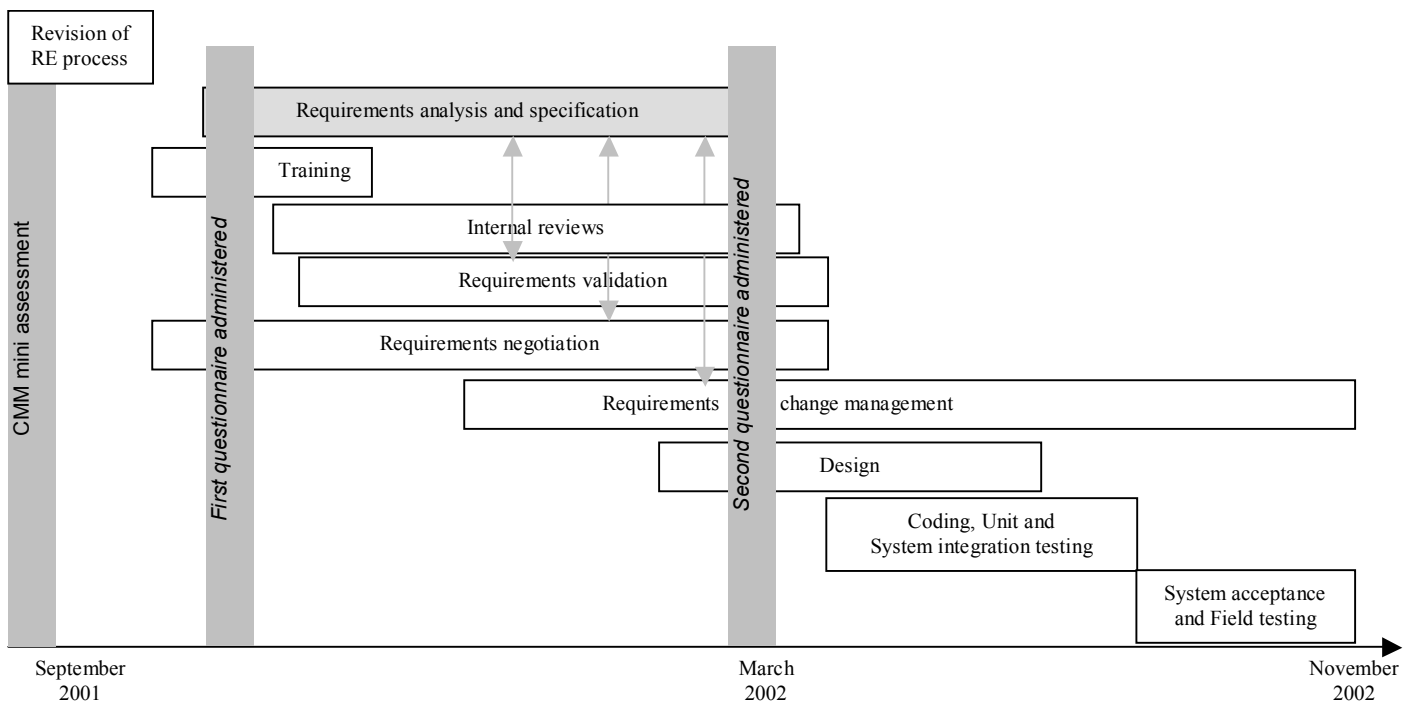 Revision of
RE process
Requirements analysis and specification
Training
Internal reviews
Requirements validation
Requirements negotiation
Requirements change management
Design
Coding, Unit and
System integration testing
System acceptance
and Field testing
CMM mini assessment
First questionnaire administered
Second questionnaire administered
September
2001
March
2002
November
2002